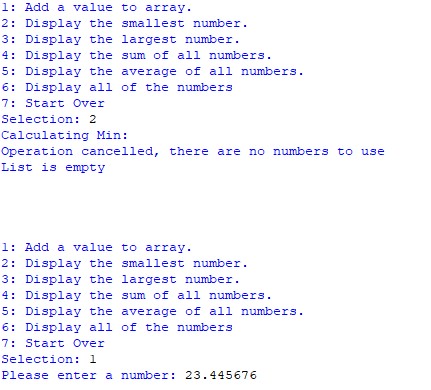 1: Add a value to array.
2: Display the smallest number.
3: Display the largest number.
4: Display the sum of all numbers.
5: Display the average of all numbers.
6: Display all of the numbers
7: Start Over
Selection: 2
Calculating Min:
Operation cancelled, there are no numbers to use
List is empty
1: Add a value to array.
2: Display the smallest number.
3: Display the largest number.
4: Display the sum of all numbers.
5: Display the average of all numbers.
6: Display all of the numbers
7: Start Over
Selection: 1
Please enter a number: 23.445676